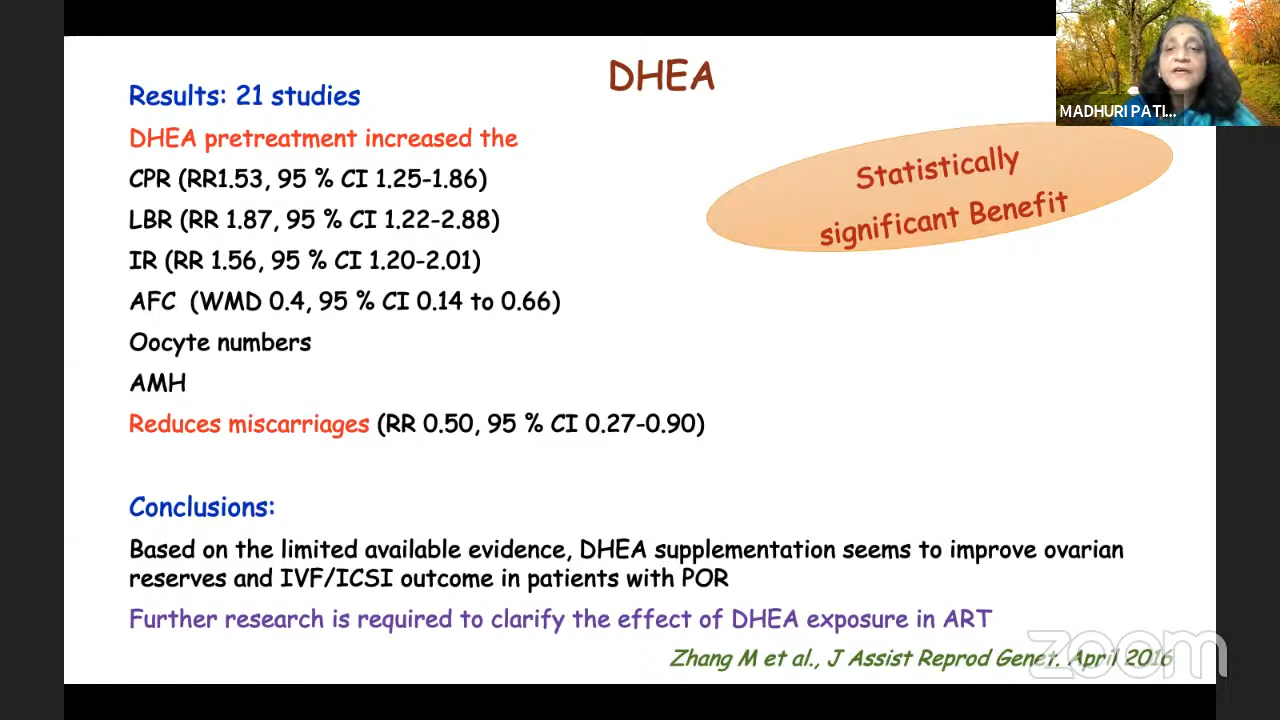 DHEA
MADHURI PATI...
Results: 21 studies
DHEA pretreatment increased the
CPR (RR1.53, 95 % CI 1.25-1.86)
LBR (RR 1.87, 95 % CI 1.22-2.88)
IR (RR 1.56, 95 % CI 1.20-2.01)
AFC (WMD 0.4, 95 % CI 0.14 to 0.66)
Oocyte numbers
AMH
Reduces miscarriages (RR 0.50, 95 % CI 0.27-0.90)
Statistically
significant Benefit
Conclusions:
Based on the limited available evidence, DHEA supplementation seems to improve ovarian
reserves and IVF/ICSI outcome in patients with POR
Further research is required to clarify the effect of DHEA exposure in ART
Zhang M et al., J Assist Reprod Genet. April 2016
zoom